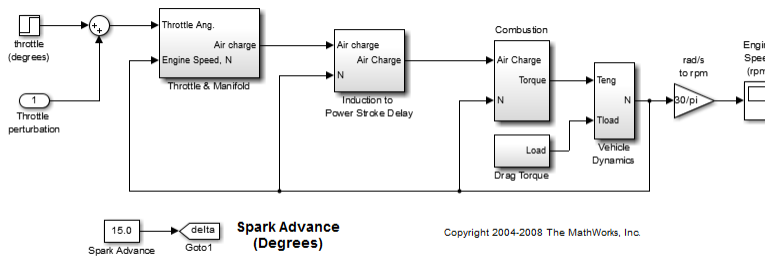 throttle
(degrees)
1
Throttle
perturbation
Throttle Ang.
Air charge
Engine Speed, N
Throttle & Manifold
Air charge
Air charge
N
Induction to
Power Stroke Delay
Combustion
Air Charge
Torque
N
Load
Drag Torque
Teng
N
Tload
Vehicle
Dynamics
rad/s
to rpm
30/pi
15.0
Spark Advance
delta
Goto1
Spark Advance
(Degrees)
Copyright 2004-2008 The MathWorks, Inc.